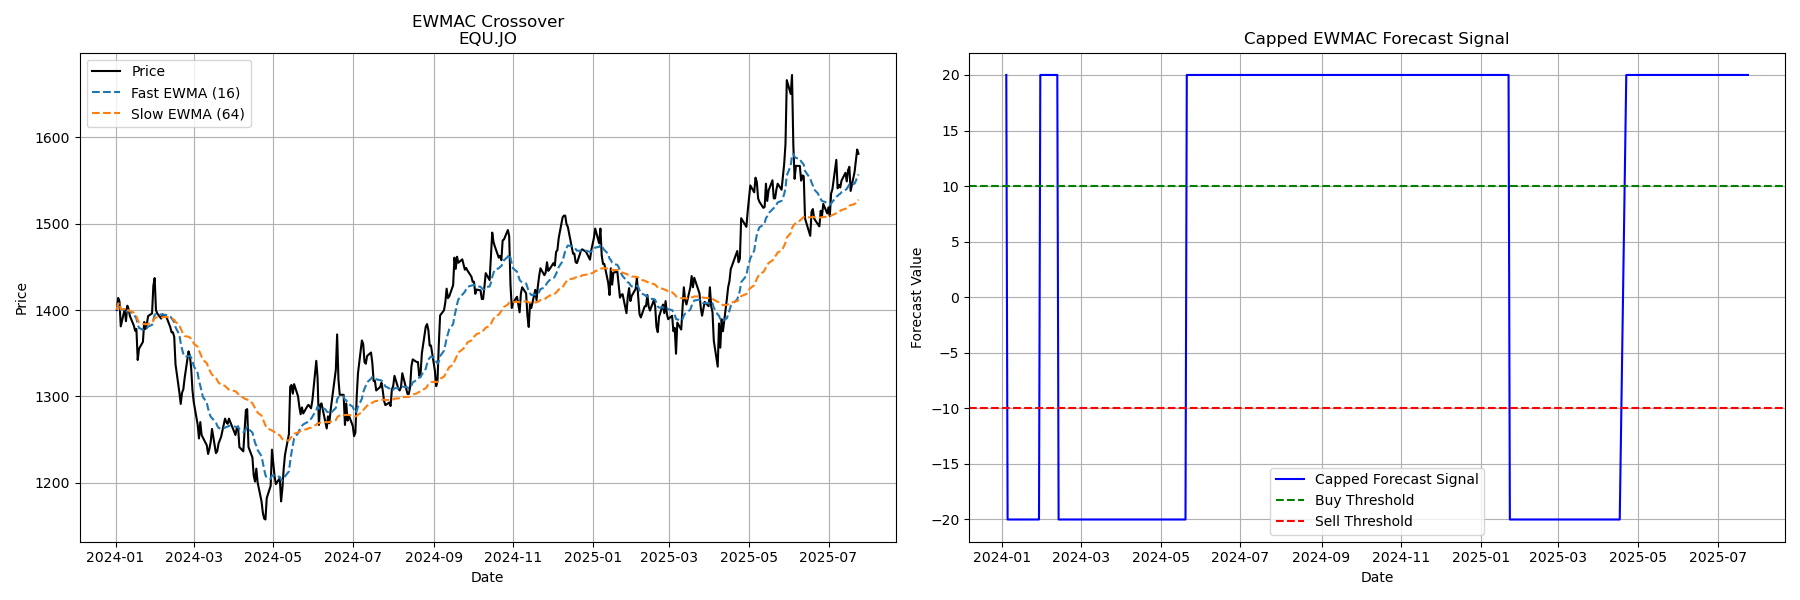 EWMAC Crossover
EQU.JO
Price
Fast EWMA (16)
Slow EWMA (64)
1600
1500
1400
1300
1200
Price
2024-01 2024-03 2024-05 2024-07 2024-09 2024-11 2025-01 2025-03 2025-05 2025-07
Date
Capped EWMAC Forecast Signal
20
15
10
5
0
−5
−10
−15
−20
Forecast Value
Capped Forecast Signal
Buy Threshold
Sell Threshold
2024-01 2024-03 2024-05 2024-07 2024-09 2024-11 2025-01 2025-03 2025-05 2025-07
Date